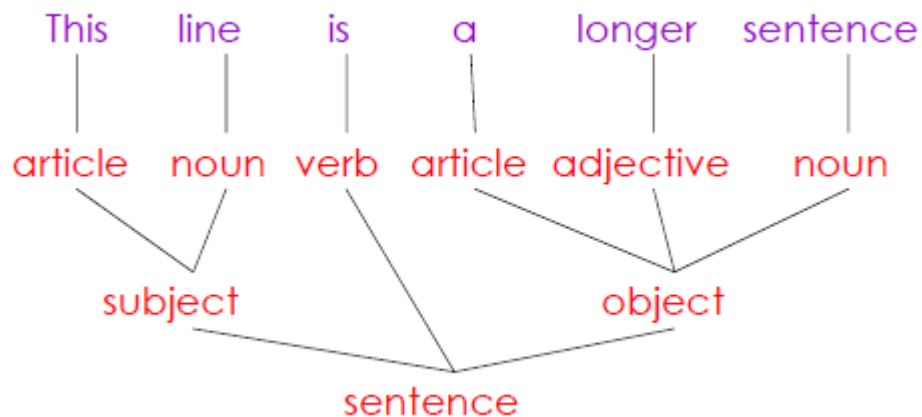 This line is a longer sentence
article noun verb article adjective noun
subject object
sentence